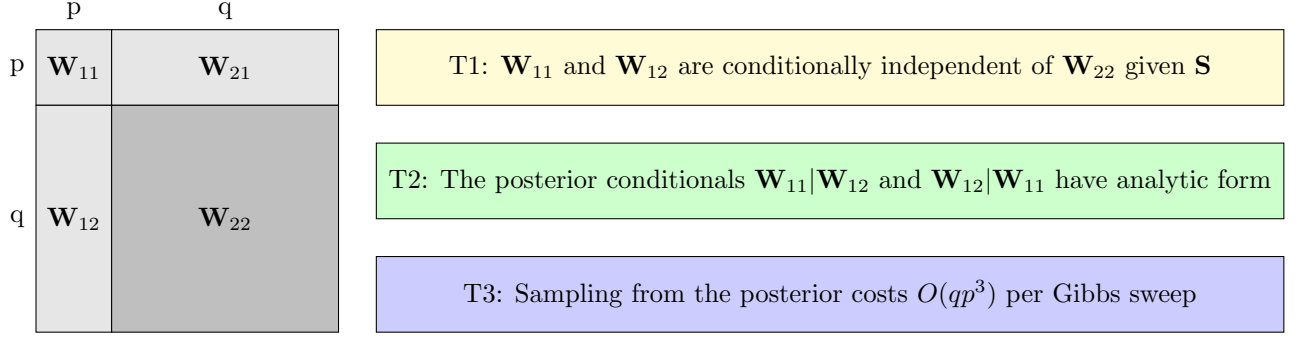 p q
p W₁₁ W₂₁
q W₁₂ W₂₂
T1: W₁₁ and W₁₂ are conditionally independent of W₂₂ given S
T2: The posterior conditionals W₁₁|W₁₂ and W₁₂|W₁₁ have analytic form
T3: Sampling from the posterior costs O(qp³) per Gibbs sweep